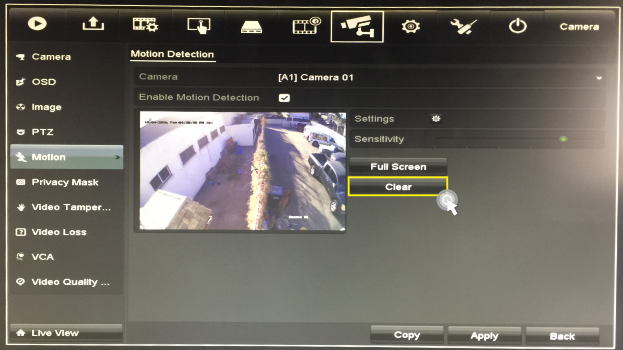 Camera
Motion Detection
Camera
Camera [A1] Camera 01
OSD
Enable Motion Detection
Image
Settings
PTZ
Sensitivity
Motion
Full Screen
Privacy Mask
Clear
Video Tamper...
Video Loss
VCA
Video Quality ...
Live View
Copy Apply Back